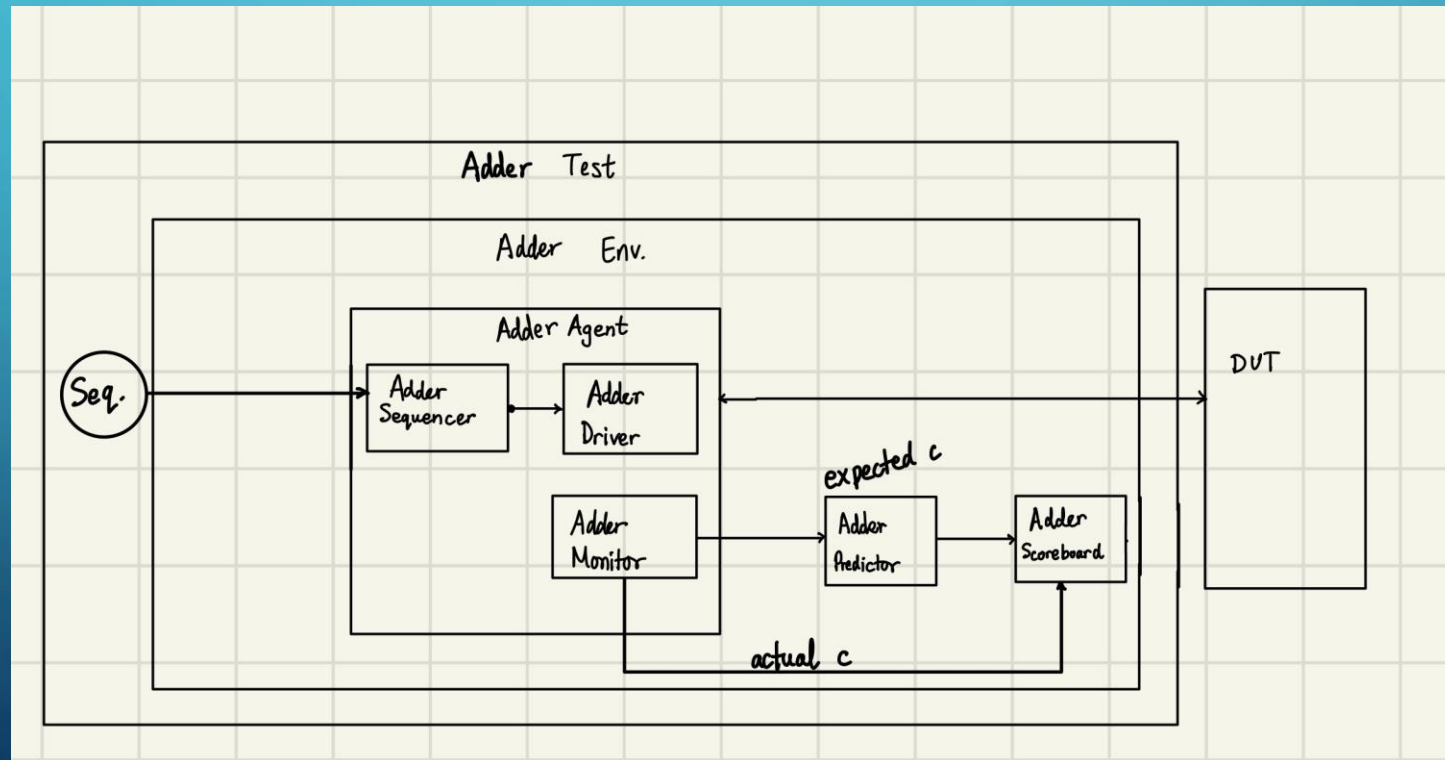 Adder Test
Adder Env.
Adder Agent
Seq.
Adder
Sequencer
Adder
Driver
DUT
expected c
Adder
Monitor
Adder
Predictor
Adder
Scoreboard
actual c